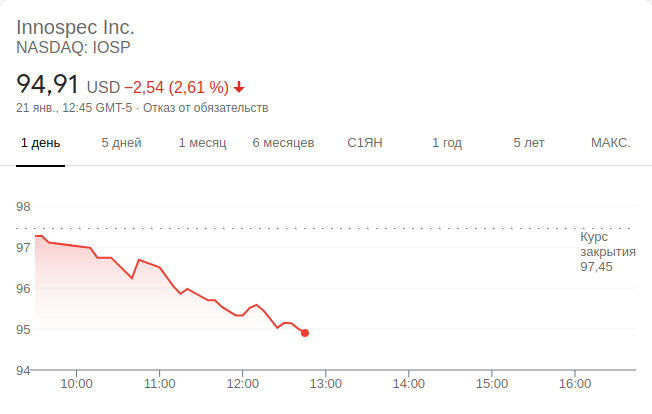 Innospec Inc.
NASDAQ: IOSP
94,91 USD −2,54 (2,61 %)
21 янв., 12:45 GMT-5 · Отказ от обязательств
1 день 5 дней 1 месяц 6 месяцев С1ЯН 1 год 5 лет МАКС.
98
97
96
95
94
Курс
закрытия
97,45
10:00 11:00 12:00 13:00 14:00 15:00 16:00